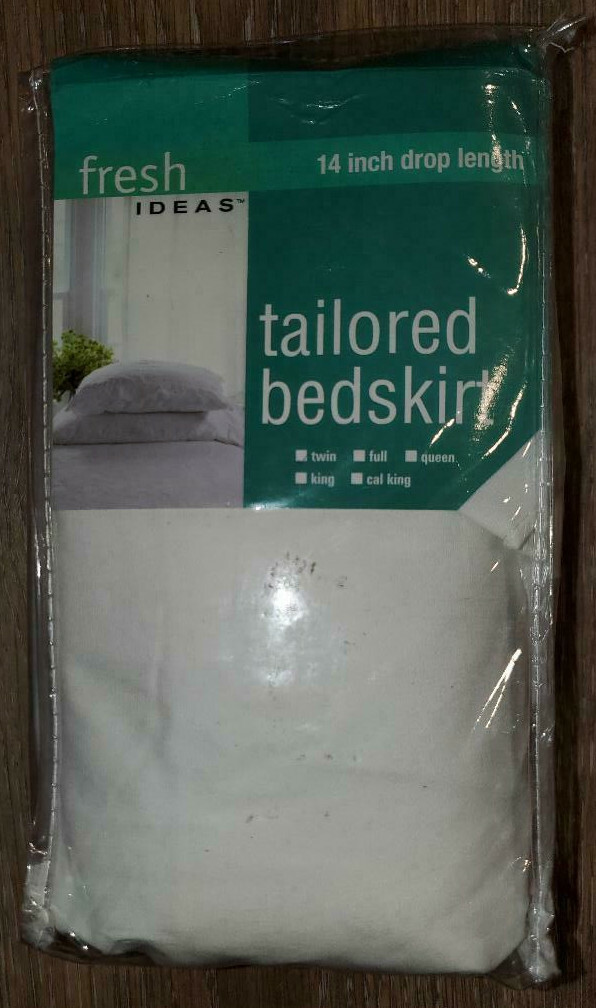 fresh
IDEAS™
14 inch drop length
tailored
bedskirt
twin full queen
king cal king